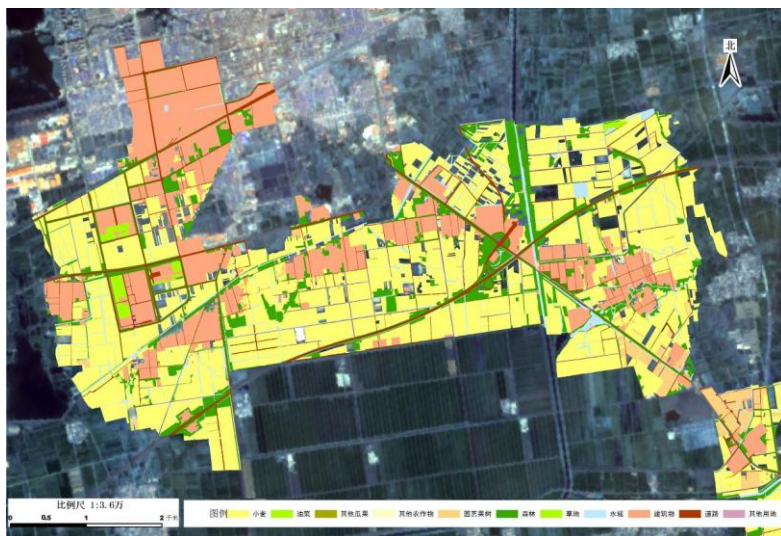 北
比例尺 1:3.6万
0 0.5 1 2 千米
图例 小麦 油菜 其他瓜果 其他农作物 园艺果树 森林 草地 水域 建筑物 道路 其他用地